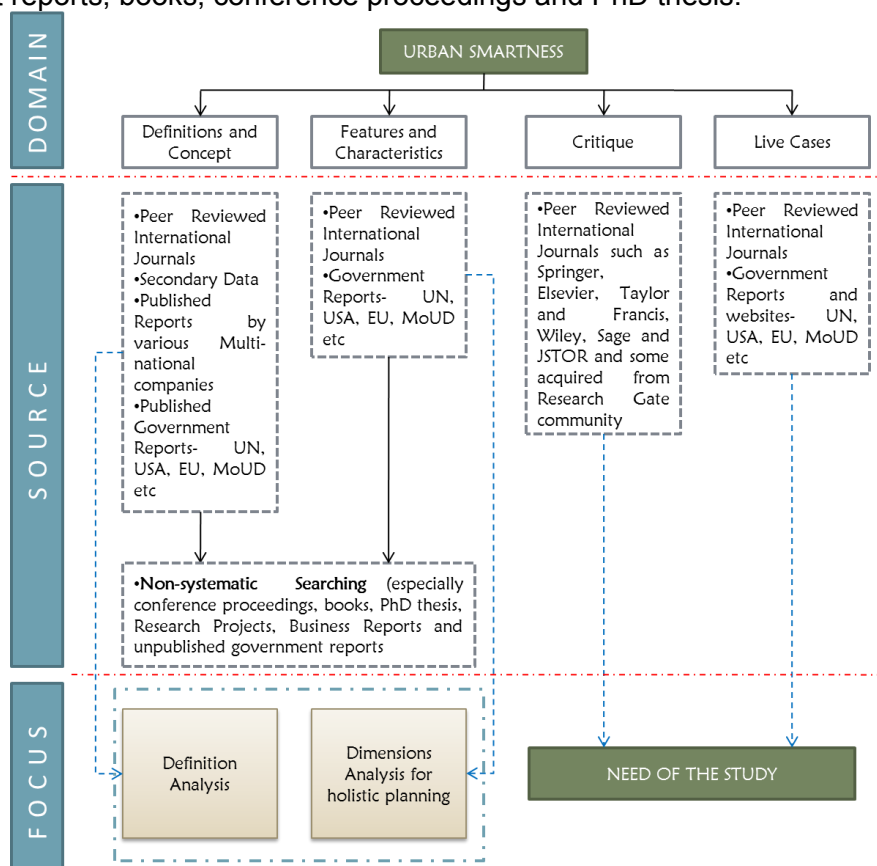 reports, books, conference proceedings and PhD thesis.
DOMAIN
URBAN SMARTNESS
Definitions and
Concept
Features and
Characteristics
Critique
Live Cases
SOURCE
•Peer Reviewed
International
Journals
•Secondary Data
•Published
Reports by
various Multi-
national
companies
•Published
Government
Reports- UN,
USA, EU, MoUD
etc
•Peer Reviewed
International
Journals
•Government
Reports- UN,
USA, EU, MoUD
etc
•Peer Reviewed
International
Journals such as
Springer,
Elsevier, Taylor
and Francis,
Wiley, Sage and
JSTOR and some
acquired from
Research Gate
community
•Peer Reviewed
International
Journals
•Government
Reports and
websites- UN,
USA, EU, MoUD
etc
•Non-systematic Searching (especially
conference proceedings, books, PhD thesis,
Research Projects, Business Reports and
unpublished government reports
FOCUS
Definition
Analysis
Dimensions
Analysis for
holistic planning
NEED OF THE STUDY